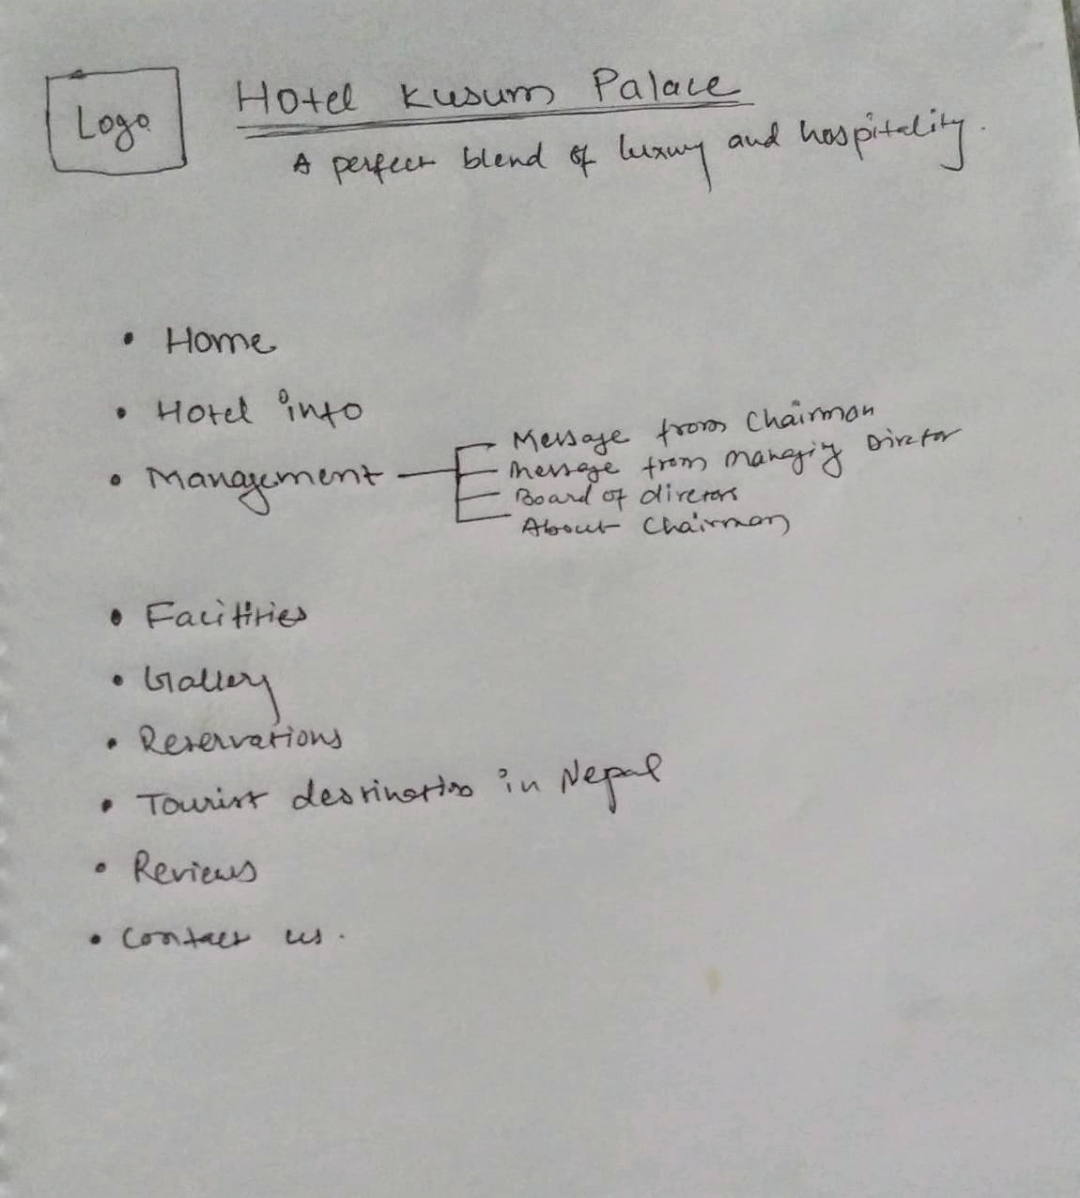 Logo
Hotel Kusum Palace
A perfect blend of luxury and hospitality.
• Home
• Hotel info
• Management
Message from Chairman
Message from managing Director
Board of directors
About Chairman
• Facilities
• Gallery
• Reservations
• Tourist destination in Nepal
• Reviews
• Contact us.